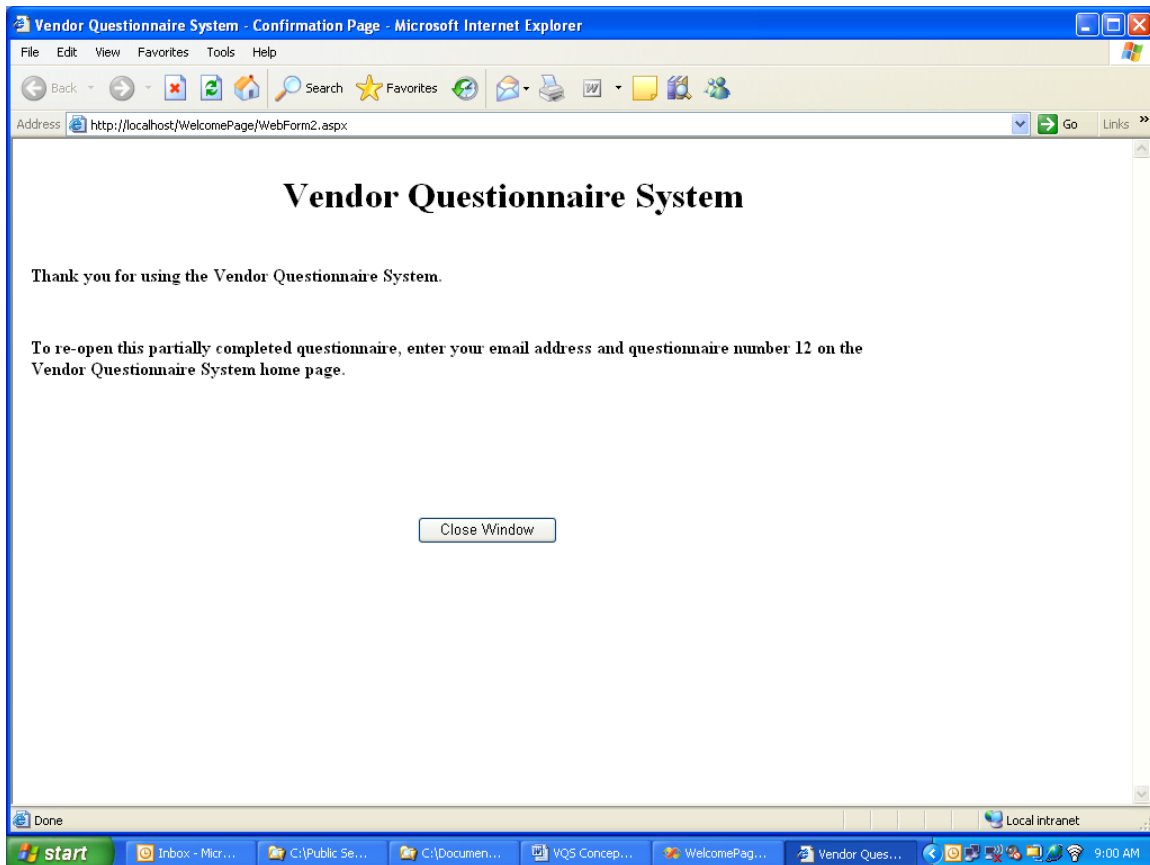 Vendor Questionnaire System - Confirmation Page - Microsoft Internet Explorer
File Edit View Favorites Tools Help
Back Search Favorites
Address http://localhost/WelcomePage/WebForm2.aspx Go Links »
Vendor Questionnaire System
Thank you for using the Vendor Questionnaire System.
To re-open this partially completed questionnaire, enter your email address and questionnaire number 12 on the
Vendor Questionnaire System home page.
Close Window
Done Local intranet
start Inbox - Micr... C:\Public Se... C:\Documen... VQS Concep... WelcomePag... Vendor Ques... 9:00 AM